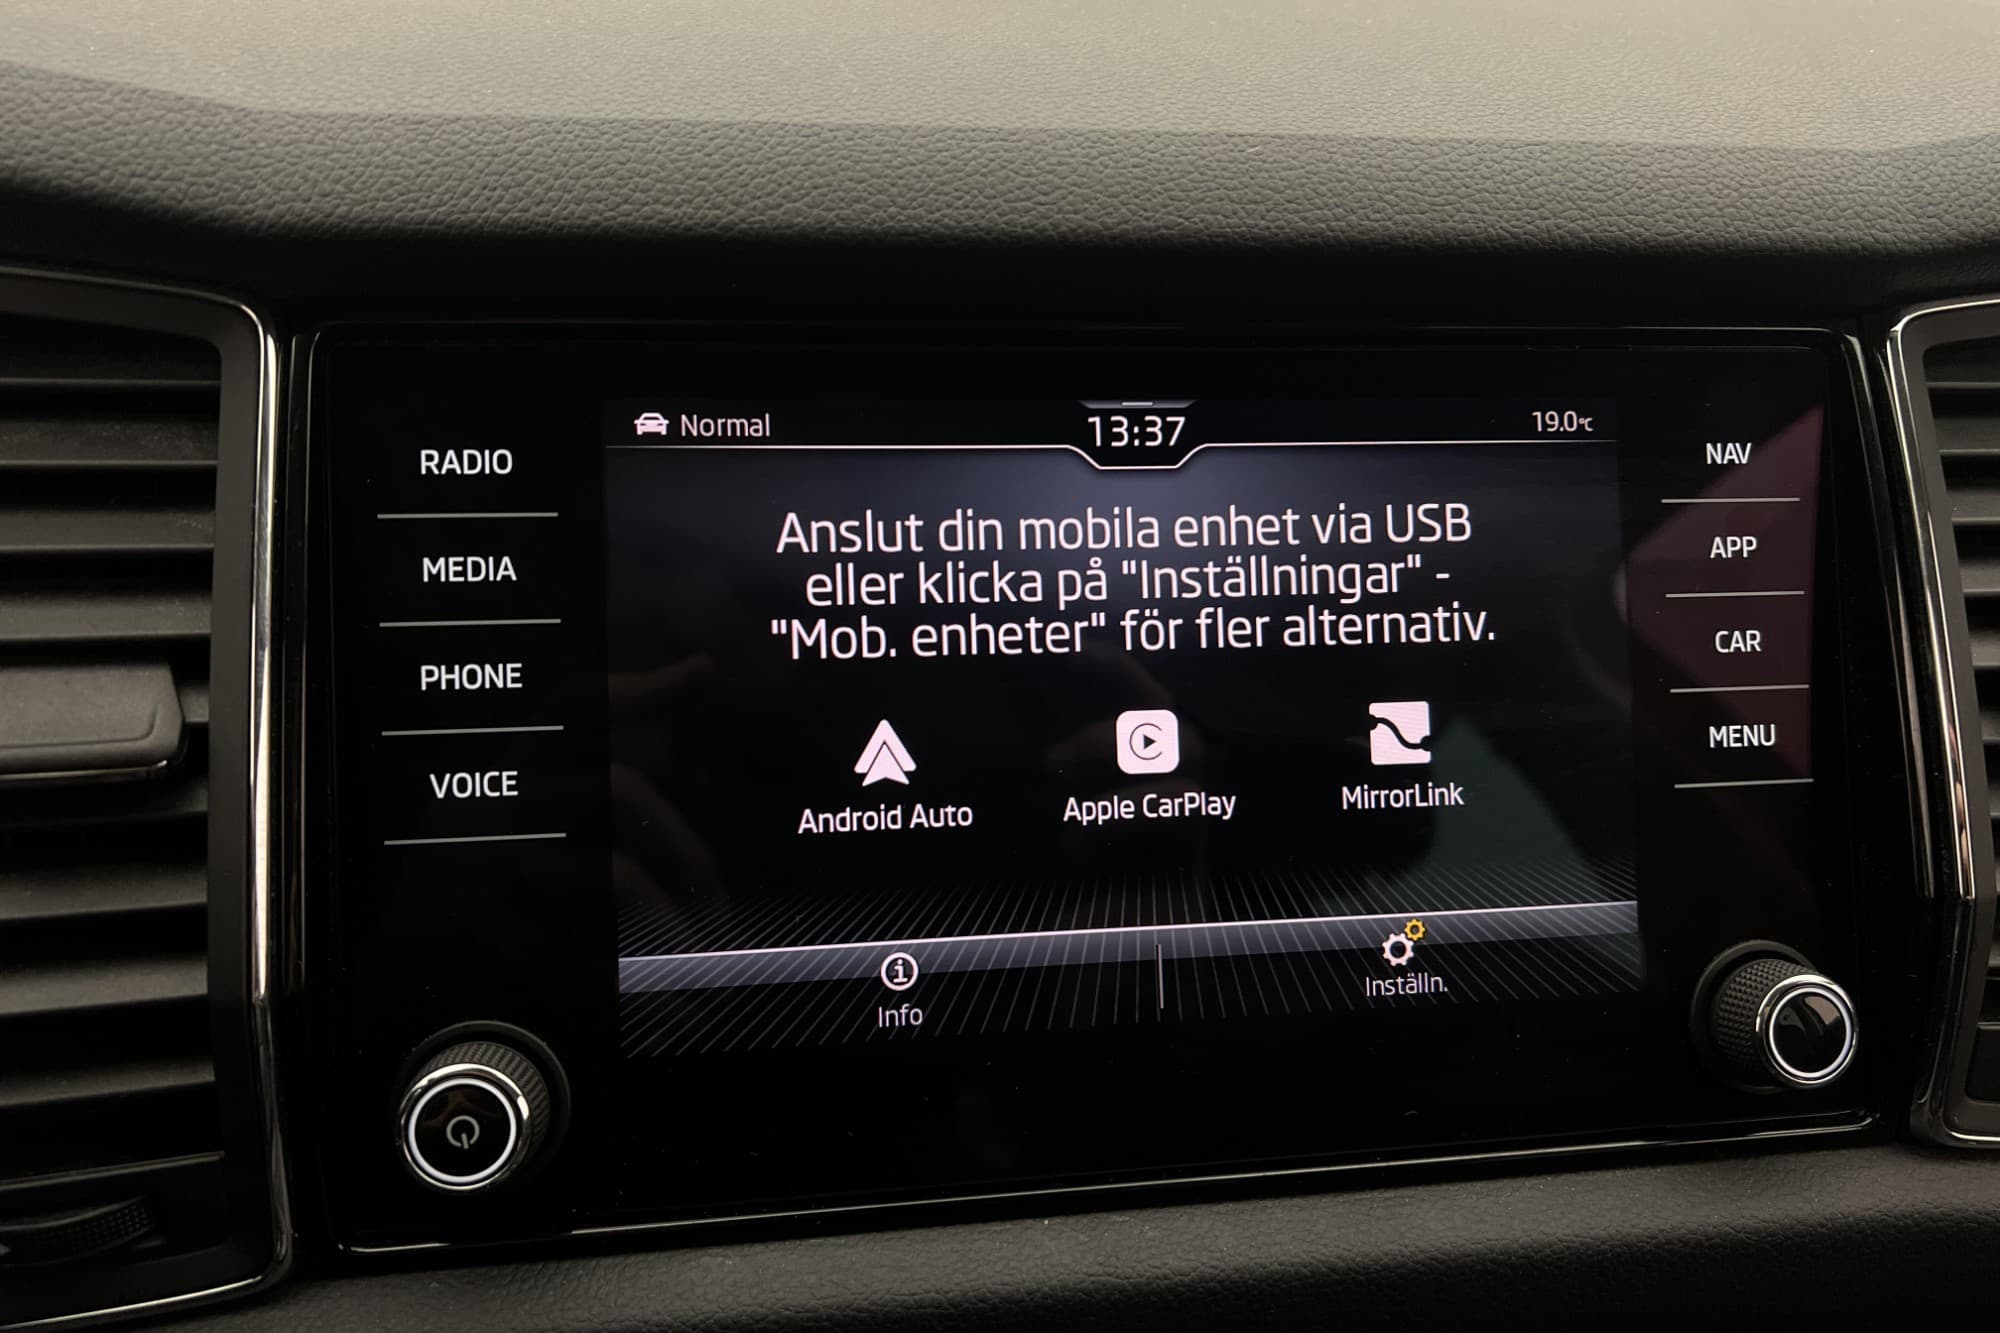 Normal
13:37
19.0°C
RADIO
MEDIA
PHONE
VOICE
Anslut din mobila enhet via USB
eller klicka på "Inställningar" -
"Mob. enheter" för fler alternativ.
Android Auto
Apple CarPlay
MirrorLink
Info
Inställn.
NAV
APP
CAR
MENU